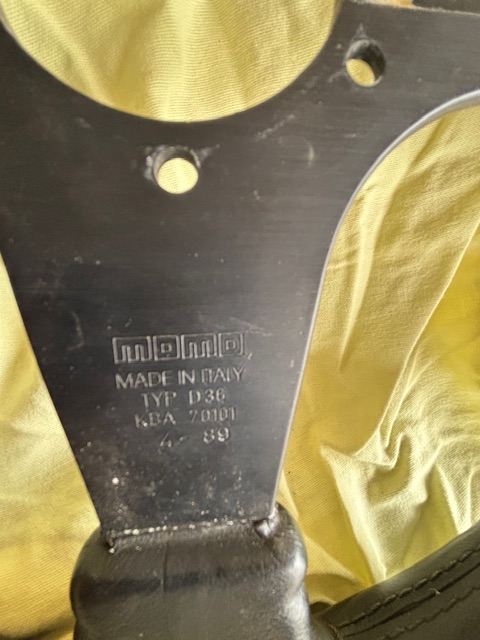 momo
MADE IN ITALY
TYP D36
KBA 70101
4- 89